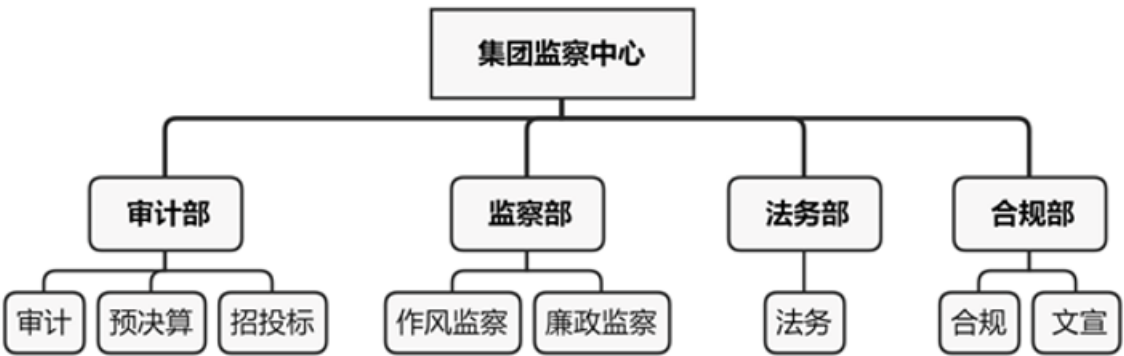 集团监察中心
审计部
监察部
法务部
合规部
审计
预决算
招投标
作风监察
廉政监察
法务
合规
文宣